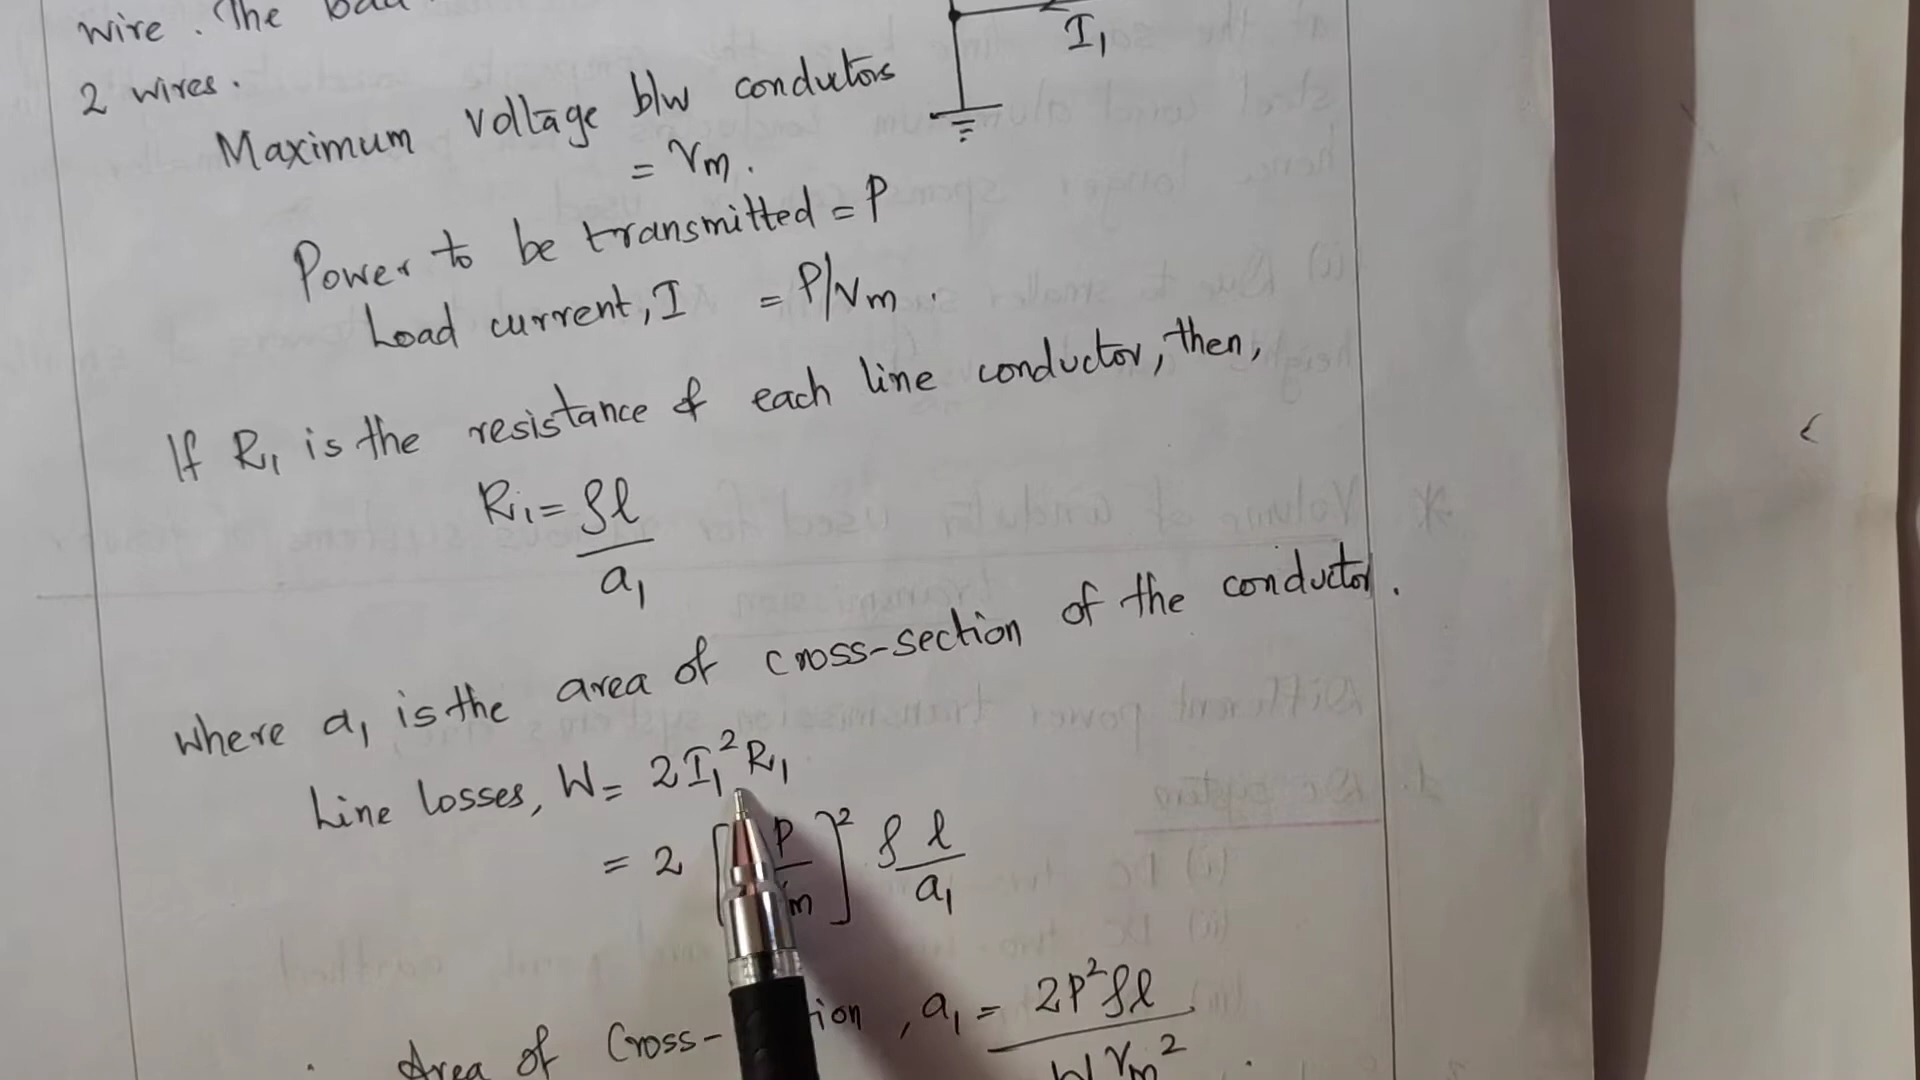 wire. The
I₁
2 wires.
Maximum voltage b/w conductors
= Vm.
Power to be transmitted = P
Load current, I = P/Vm.
If R₁ is the resistance of each line conductor, then,
R₁ = ρl
a₁
where a₁ is the area of cross-section of the conductor.
Line losses, W = 2I₁²R₁
= 2 [P/Vm]² ρl/a₁
Area of Cross- ion, a₁ = 2P²ρl
WVm²